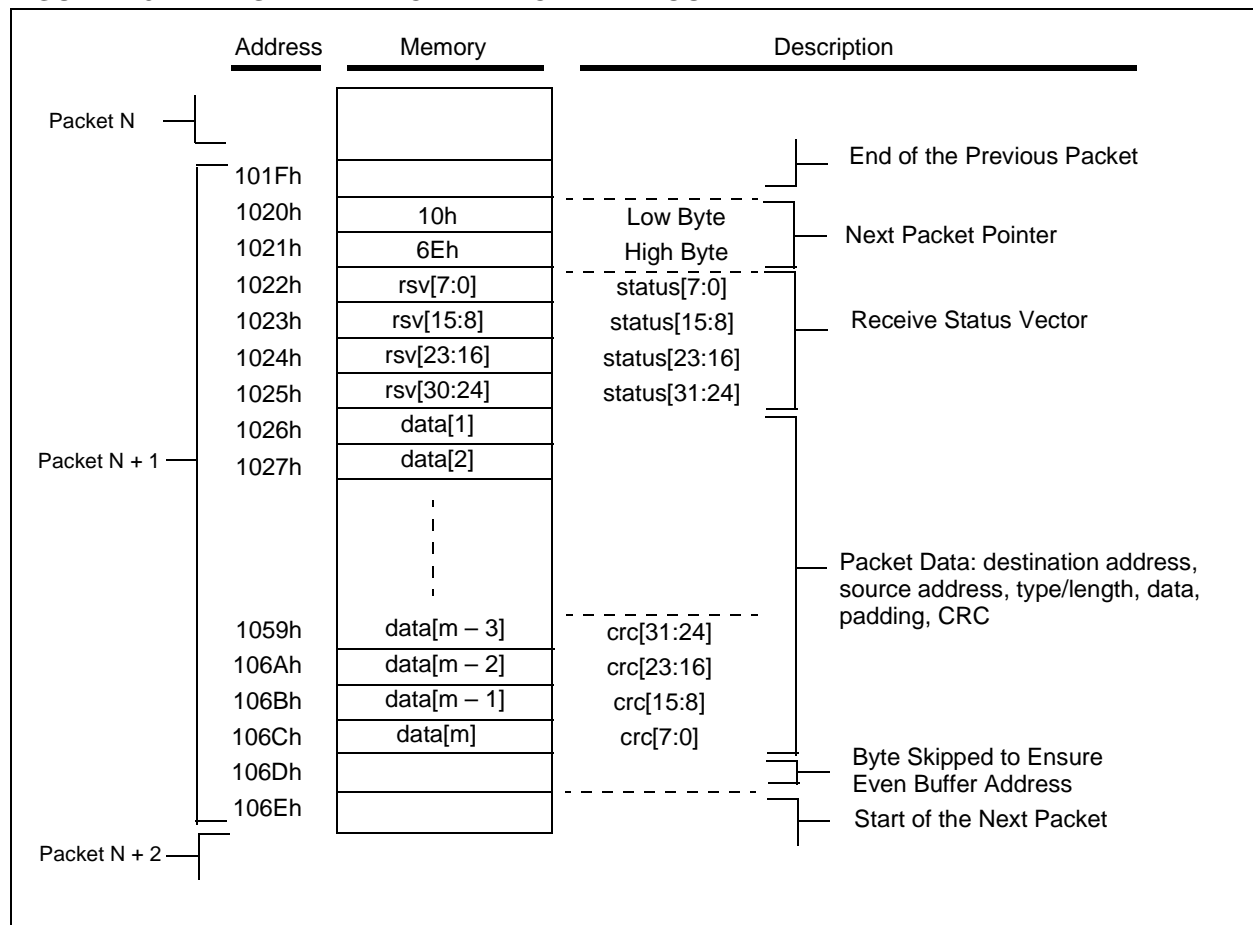 Address Memory Description
Packet N
End of the Previous Packet
101Fh
1020h 10h Low Byte
Next Packet Pointer
1021h 6Eh High Byte
1022h rsv[7:0] status[7:0]
1023h rsv[15:8] status[15:8]
Receive Status Vector
1024h rsv[23:16] status[23:16]
1025h rsv[30:24] status[31:24]
1026h data[1]
Packet N + 1
1027h data[2]
Packet Data: destination address,
source address, type/length, data,
padding, CRC
1059h data[m – 3] crc[31:24]
106Ah data[m – 2] crc[23:16]
106Bh data[m – 1] crc[15:8]
106Ch data[m] crc[7:0]
106Dh
Byte Skipped to Ensure
Even Buffer Address
106Eh
Start of the Next Packet
Packet N + 2